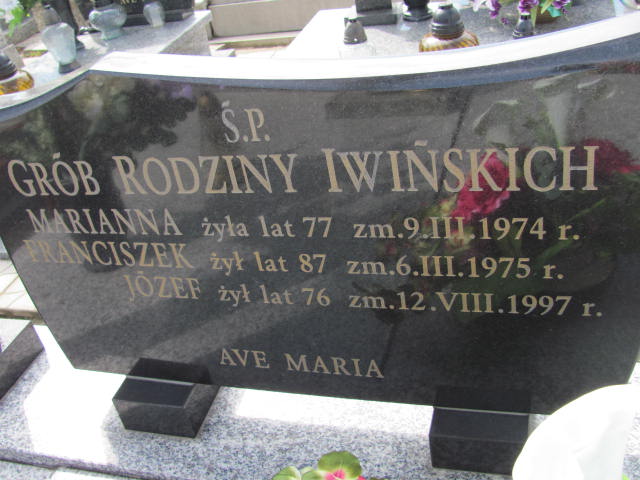 Ś.P.
GRÓB RODZINY IWIŃSKICH
MARIANNA żyła lat 77 zm.9.III.1974 r.
FRANCISZEK żył lat 87 zm.6.III.1975 r.
JÓZEF żył lat 76 zm.12.VIII.1997 r.
AVE MARIA